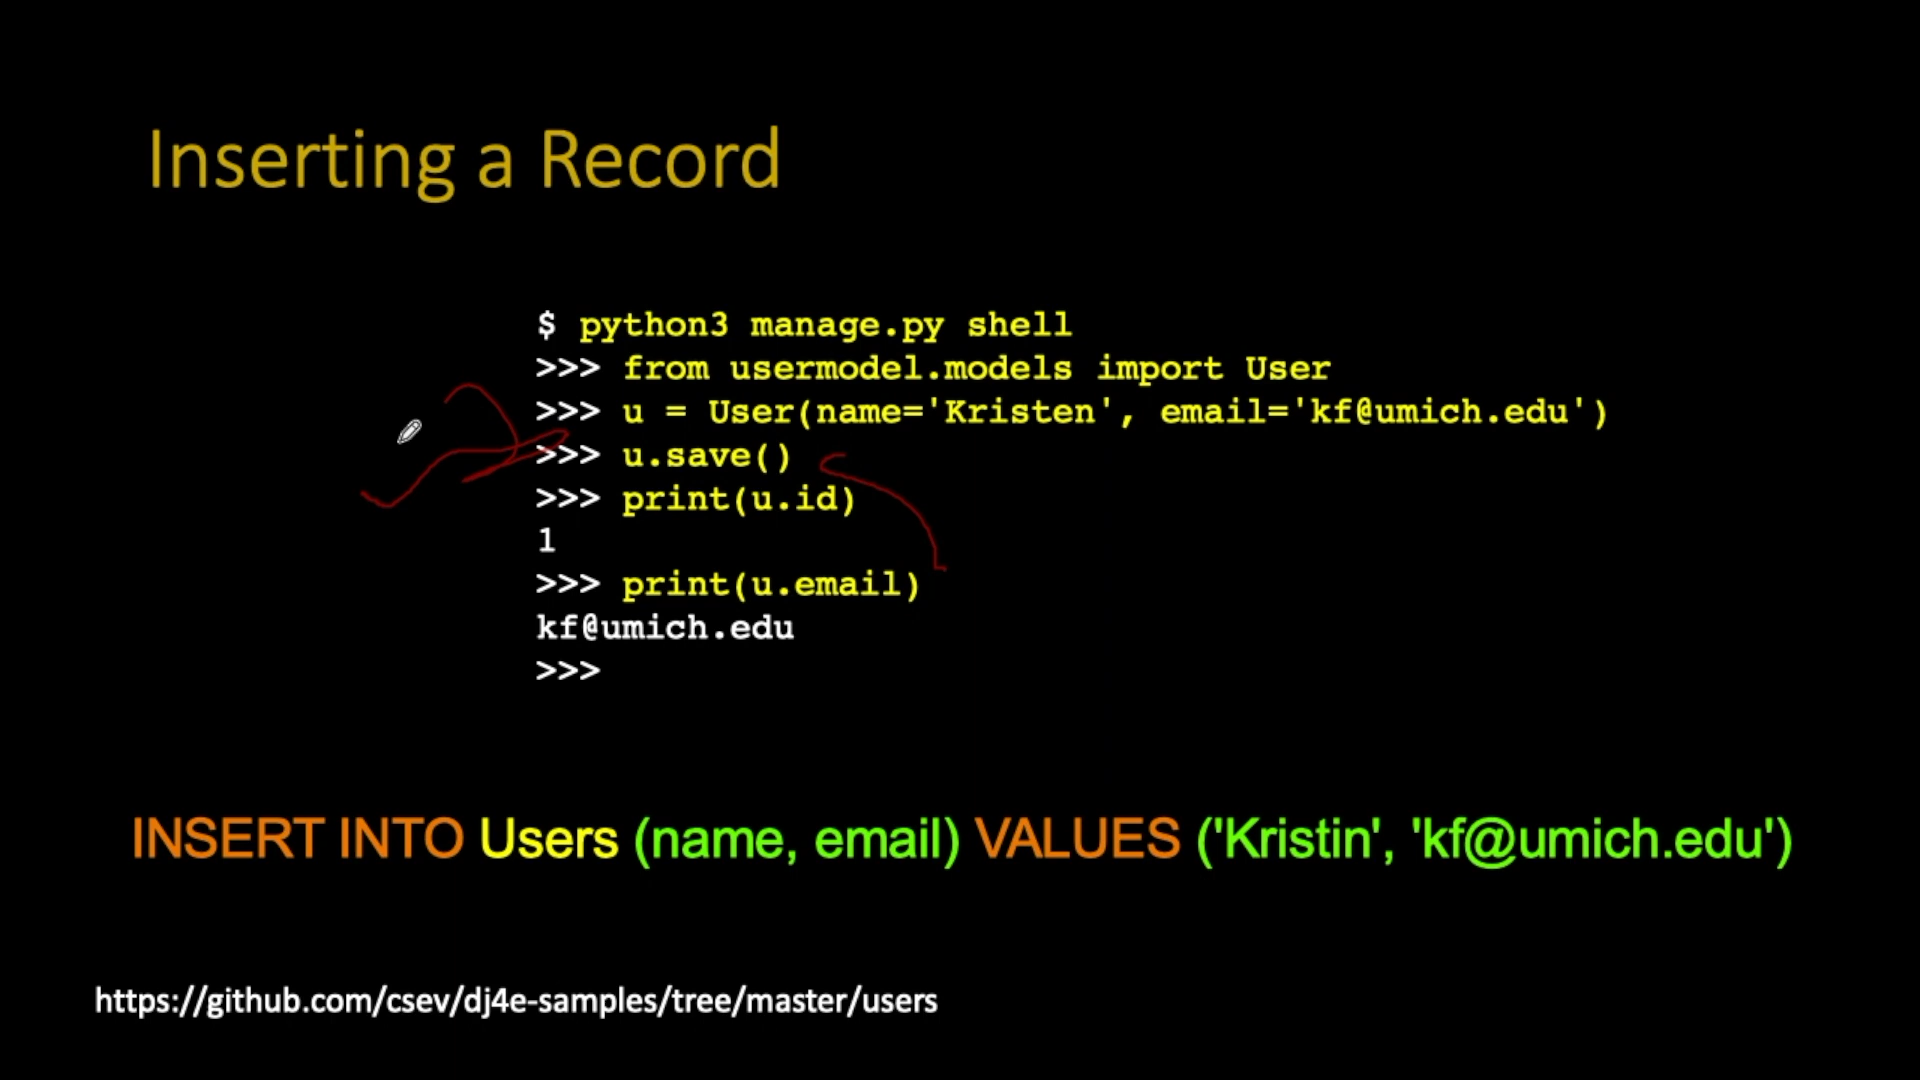 Inserting a Record
$ python3 manage.py shell
>>> from usermodel.models import User
>>> u = User(name='Kristen', email='kf@umich.edu')
>>> u.save()
>>> print(u.id)
1
>>> print(u.email)
kf@umich.edu
>>>
INSERT INTO Users (name, email) VALUES ('Kristin', 'kf@umich.edu')
https://github.com/csev/dj4e-samples/tree/master/users